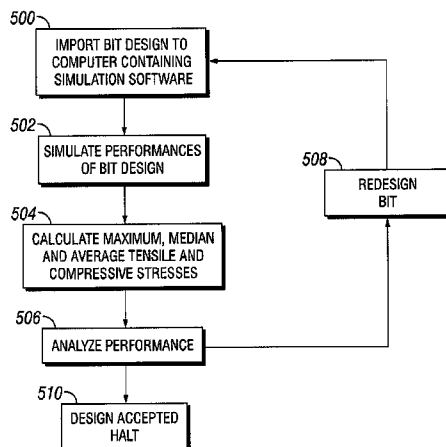 500
IMPORT BIT DESIGN TO
COMPUTER CONTAINING
SIMULATION SOFTWARE
502
SIMULATE PERFORMANCES
OF BIT DESIGN
508
REDESIGN
BIT
504
CALCULATE MAXIMUM, MEDIAN
AND AVERAGE TENSILE AND
COMPRESSIVE STRESSES
506
ANALYZE PERFORMANCE
510
DESIGN ACCEPTED
HALT